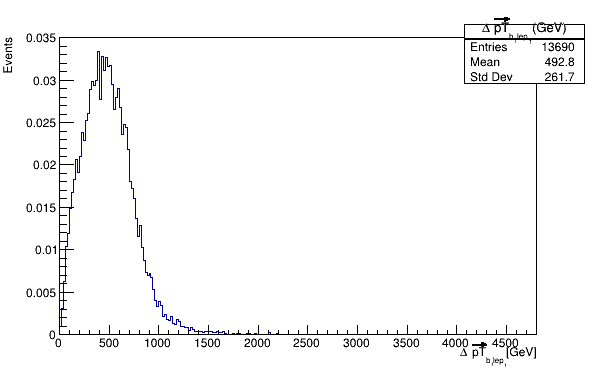 Δ pT b₁lep₁ (GeV)
Entries 13690
Mean 492.8
Std Dev 261.7
Events
0.035
0.03
0.025
0.02
0.015
0.01
0.005
0
0 500 1000 1500 2000 2500 3000 3500 4000 4500
Δ pT b₁lep₁ [GeV]